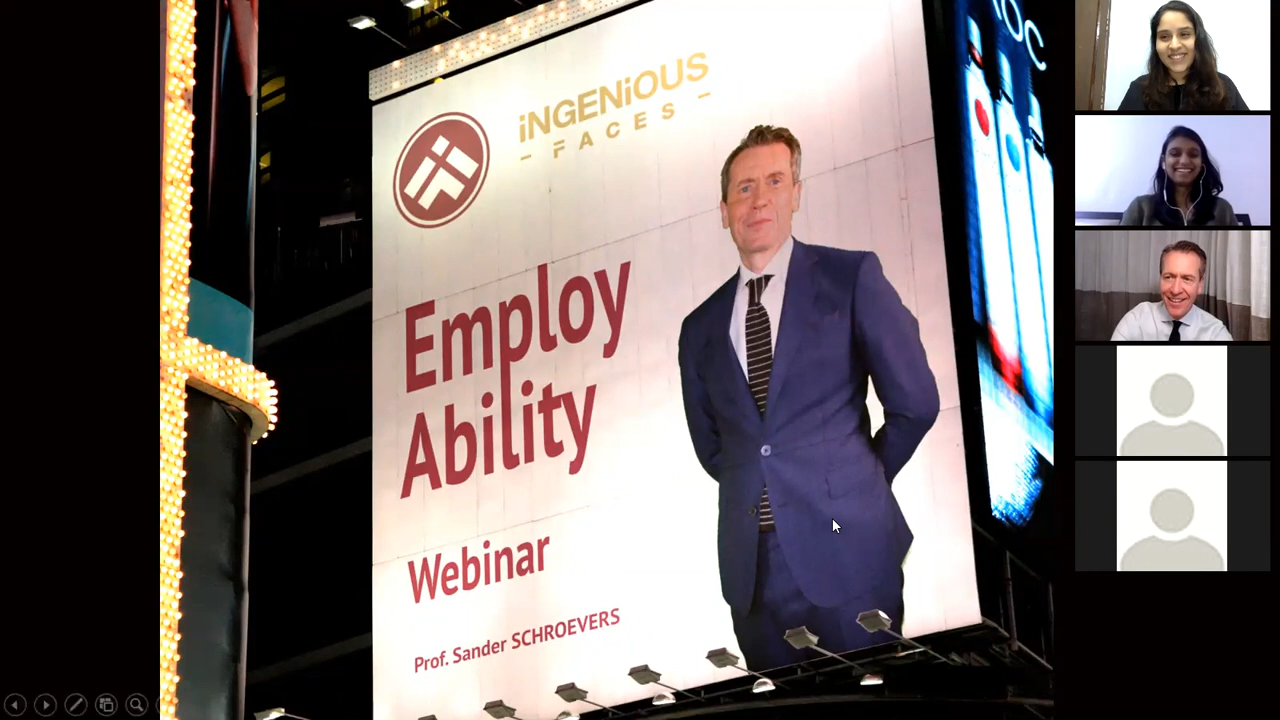 iNGENiOUS
- FACES -
Employ
Ability
Webinar
Prof. Sander SCHROEVERS